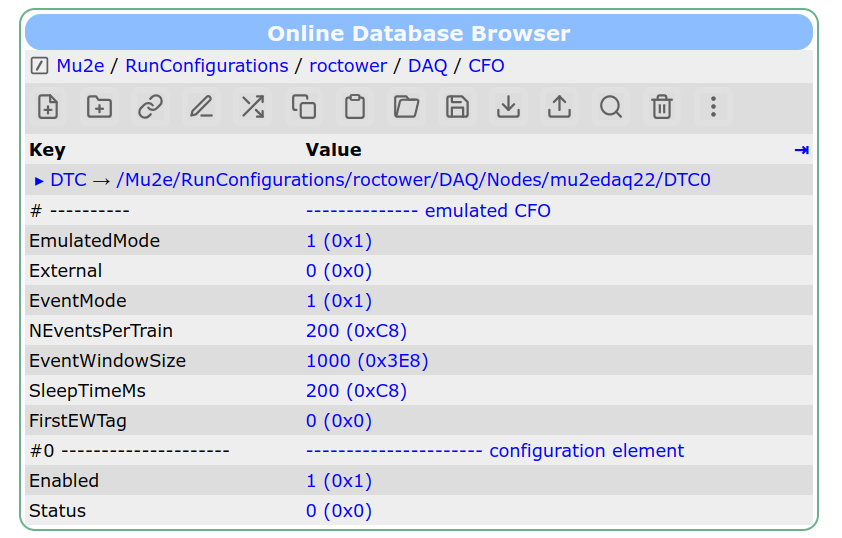 Online Database Browser
Mu2e / RunConfigurations / roctower / DAQ / CFO
Key Value ⇥
▸ DTC → /Mu2e/RunConfigurations/roctower/DAQ/Nodes/mu2edaq22/DTC0
# ---------- -------------- emulated CFO
EmulatedMode 1 (0x1)
External 0 (0x0)
EventMode 1 (0x1)
NEventsPerTrain 200 (0xC8)
EventWindowSize 1000 (0x3E8)
SleepTimeMs 200 (0xC8)
FirstEWTag 0 (0x0)
#0 --------------------- ---------------------- configuration element
Enabled 1 (0x1)
Status 0 (0x0)